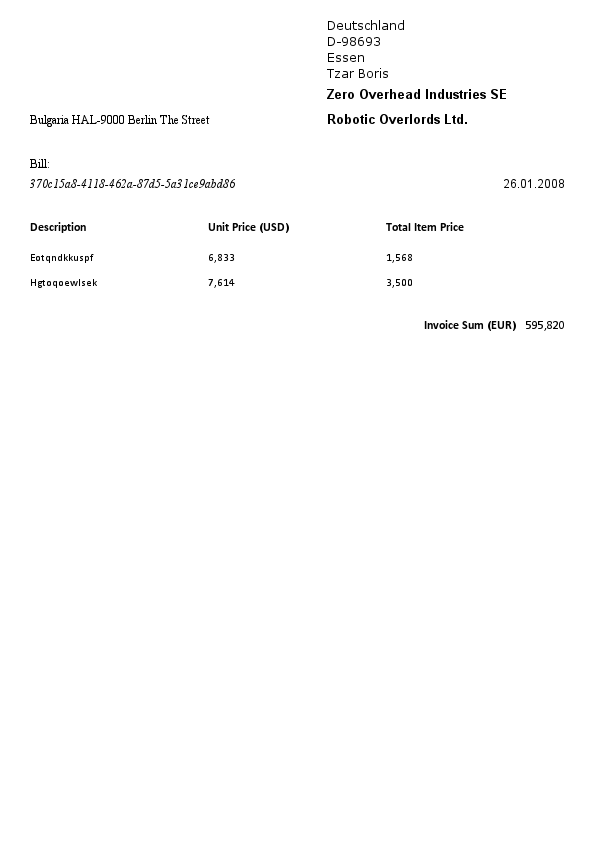 Deutschland
D-98693
Essen
Tzar Boris
Zero Overhead Industries SE
Bulgaria HAL-9000 Berlin The Street Robotic Overlords Ltd.
Bill:
370c15a8-4118-462a-87d5-5a31ce9abd86 26.01.2008
Description Unit Price (USD) Total Item Price
Eotqndkkuspf 6,833 1,568
Hgtoqoewlsek 7,614 3,500
Invoice Sum (EUR) 595,820